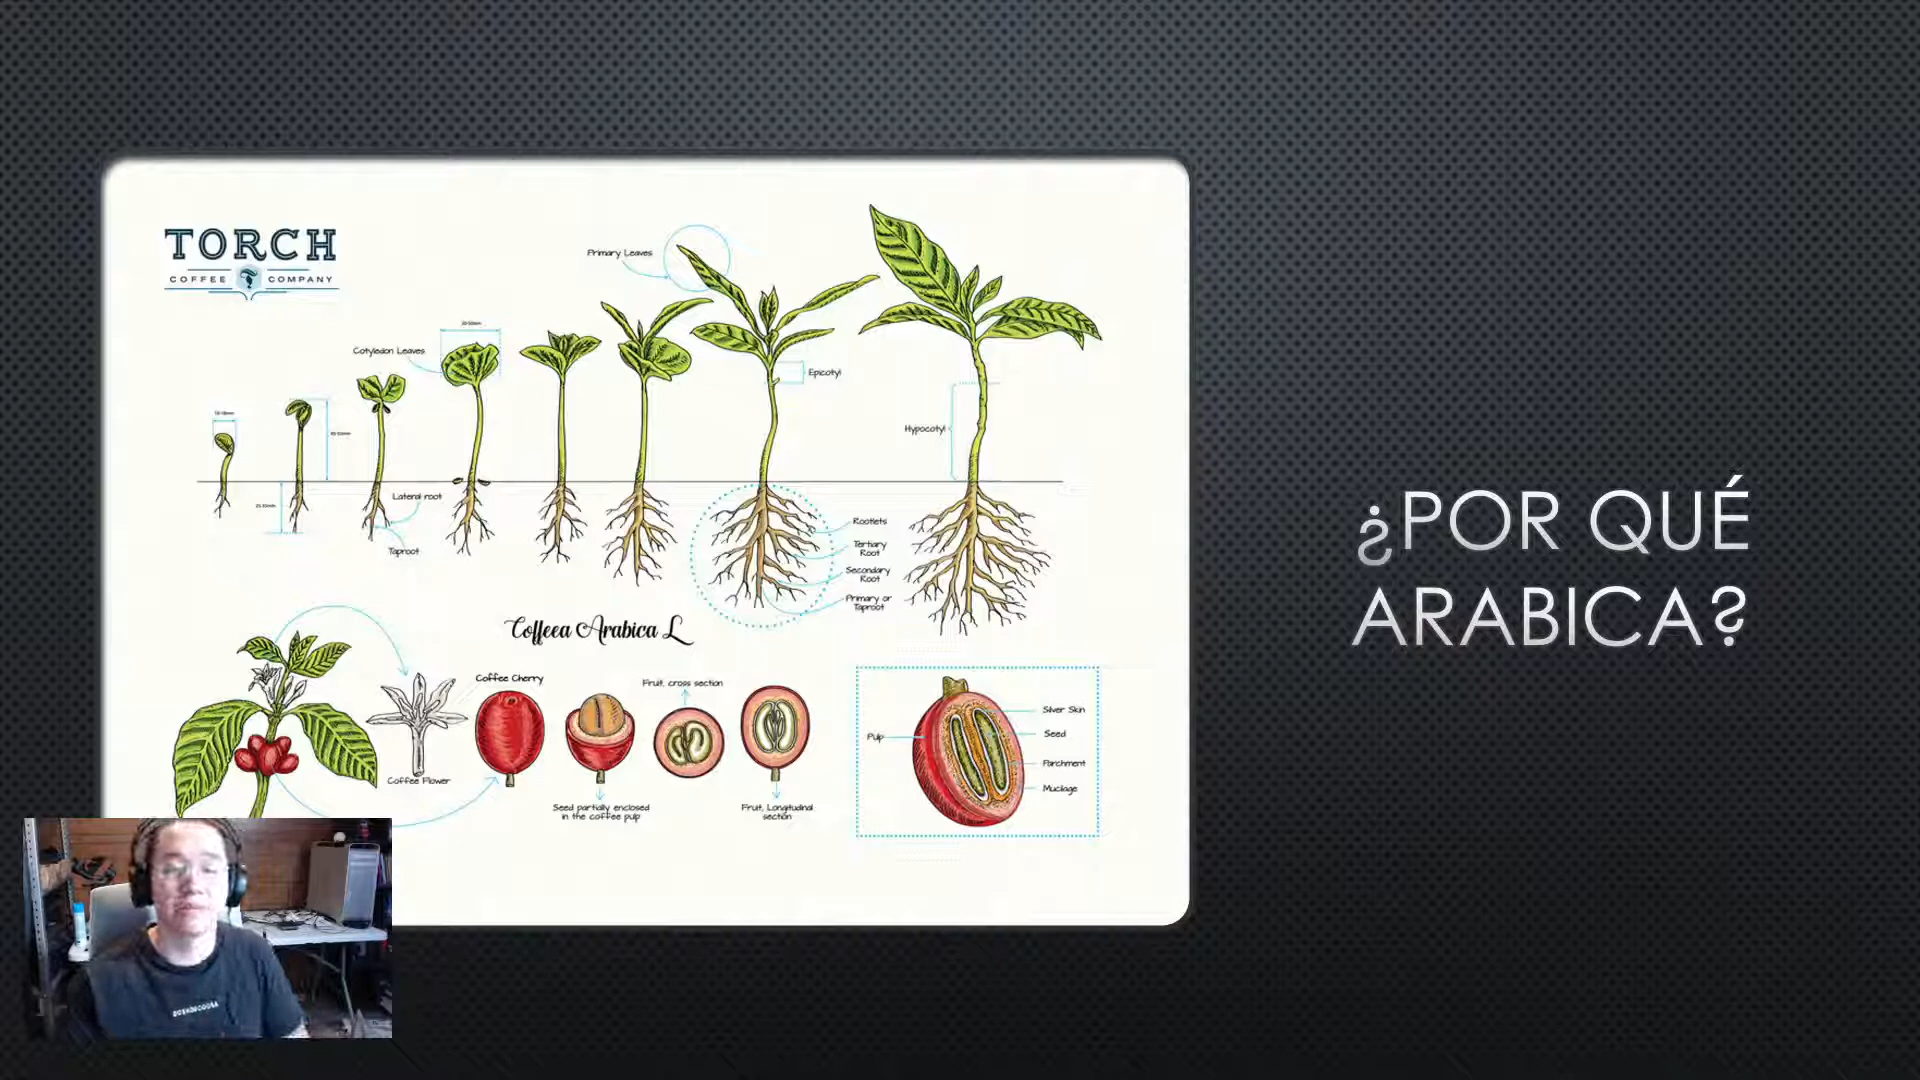 TORCH
COFFEE COMPANY
Primary Leaves
Cotyledon Leaves
Epicotyl
Hypocotyl
Lateral root
Taproot
Rootlets
Tertiary
Root
Secondary
Root
Primary or
Taproot
Coffeea Arabica L
¿POR QUÉ
ARABICA?
Coffee Cherry
Coffee Flower
Seed partially enclosed
in the coffee pulp
Fruit, cross section
Fruit, Longitudinal
section
Pulp
Silver Skin
Seed
Parchment
Mucilage